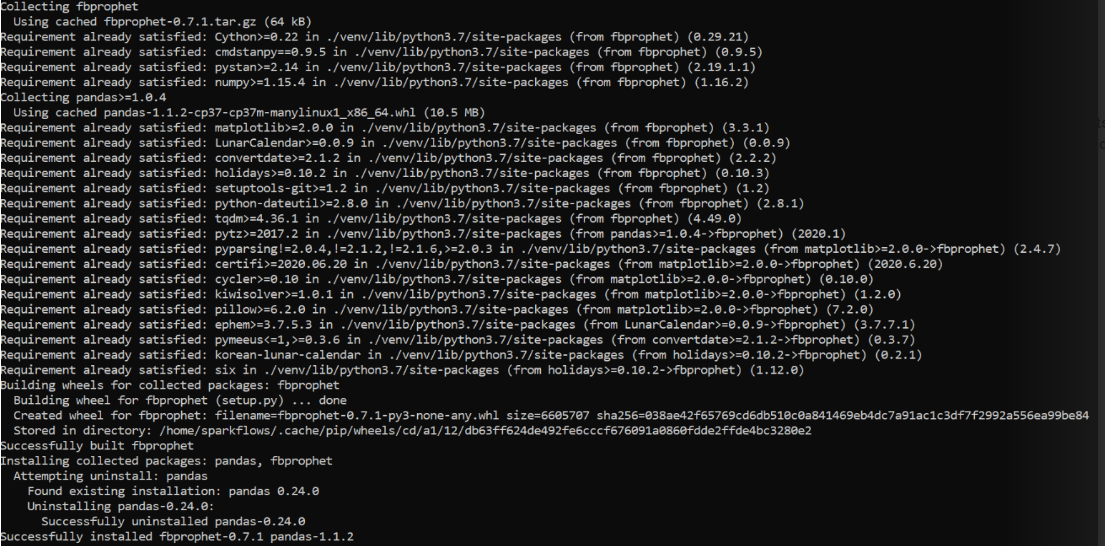 Collecting fbprophet
Using cached fbprophet-0.7.1.tar.gz (64 kB)
Requirement already satisfied: Cython>=0.22 in ./venv/lib/python3.7/site-packages (from fbprophet) (0.29.21)
Requirement already satisfied: cmdstanpy==0.9.5 in ./venv/lib/python3.7/site-packages (from fbprophet) (0.9.5)
Requirement already satisfied: pystan>=2.14 in ./venv/lib/python3.7/site-packages (from fbprophet) (2.19.1.1)
Requirement already satisfied: numpy>=1.15.4 in ./venv/lib/python3.7/site-packages (from fbprophet) (1.16.2)
Collecting pandas>=1.0.4
Using cached pandas-1.1.2-cp37-cp37m-manylinux1_x86_64.whl (10.5 MB)
Requirement already satisfied: matplotlib>=2.0.0 in ./venv/lib/python3.7/site-packages (from fbprophet) (3.3.1)
Requirement already satisfied: LunarCalendar>=0.0.9 in ./venv/lib/python3.7/site-packages (from fbprophet) (0.0.9)
Requirement already satisfied: convertdate>=2.1.2 in ./venv/lib/python3.7/site-packages (from fbprophet) (2.2.2)
Requirement already satisfied: holidays>=0.10.2 in ./venv/lib/python3.7/site-packages (from fbprophet) (0.10.3)
Requirement already satisfied: setuptools-git>=1.2 in ./venv/lib/python3.7/site-packages (from fbprophet) (1.2)
Requirement already satisfied: python-dateutil>=2.8.0 in ./venv/lib/python3.7/site-packages (from fbprophet) (2.8.1)
Requirement already satisfied: tqdm>=4.36.1 in ./venv/lib/python3.7/site-packages (from fbprophet) (4.49.0)
Requirement already satisfied: pytz>=2017.2 in ./venv/lib/python3.7/site-packages (from pandas>=1.0.4->fbprophet) (2020.1)
Requirement already satisfied: pyparsing!=2.0.4,!=2.1.2,!=2.1.6,>=2.0.3 in ./venv/lib/python3.7/site-packages (from matplotlib>=2.0.0->fbprophet) (2.4.7)
Requirement already satisfied: certifi>=2020.06.20 in ./venv/lib/python3.7/site-packages (from matplotlib>=2.0.0->fbprophet) (2020.6.20)
Requirement already satisfied: cycler>=0.10 in ./venv/lib/python3.7/site-packages (from matplotlib>=2.0.0->fbprophet) (0.10.0)
Requirement already satisfied: kiwisolver>=1.0.1 in ./venv/lib/python3.7/site-packages (from matplotlib>=2.0.0->fbprophet) (1.2.0)
Requirement already satisfied: pillow>=6.2.0 in ./venv/lib/python3.7/site-packages (from matplotlib>=2.0.0->fbprophet) (7.2.0)
Requirement already satisfied: ephem>=3.7.5.3 in ./venv/lib/python3.7/site-packages (from LunarCalendar>=0.0.9->fbprophet) (3.7.7.1)
Requirement already satisfied: pymeeus<=1,>=0.3.6 in ./venv/lib/python3.7/site-packages (from convertdate>=2.1.2->fbprophet) (0.3.7)
Requirement already satisfied: korean-lunar-calendar in ./venv/lib/python3.7/site-packages (from holidays>=0.10.2->fbprophet) (0.2.1)
Requirement already satisfied: six in ./venv/lib/python3.7/site-packages (from holidays>=0.10.2->fbprophet) (1.12.0)
Building wheels for collected packages: fbprophet
Building wheel for fbprophet (setup.py) ... done
Created wheel for fbprophet: filename=fbprophet-0.7.1-py3-none-any.whl size=6605707 sha256=038ae42f65769cd6db510c0a841469eb4dc7a91ac1c3df7f2992a556ea99be84
Stored in directory: /home/sparkflows/.cache/pip/wheels/cd/a1/12/db63ff624de492fe6cccf676091a0860fdde2ffde4bc3280e2
Successfully built fbprophet
Installing collected packages: pandas, fbprophet
Attempting uninstall: pandas
Found existing installation: pandas 0.24.0
Uninstalling pandas-0.24.0:
Successfully uninstalled pandas-0.24.0
Successfully installed fbprophet-0.7.1 pandas-1.1.2